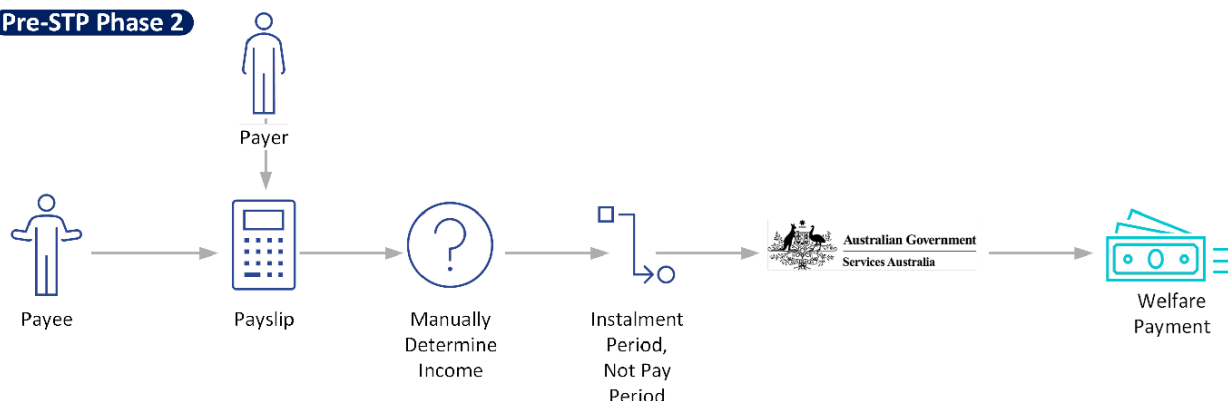 Pre-STP Phase 2
Payer
Australian Government
Services Australia
Payee
Payslip
Manually
Determine
Income
Instalment
Period,
Not Pay
Period
Welfare
Payment